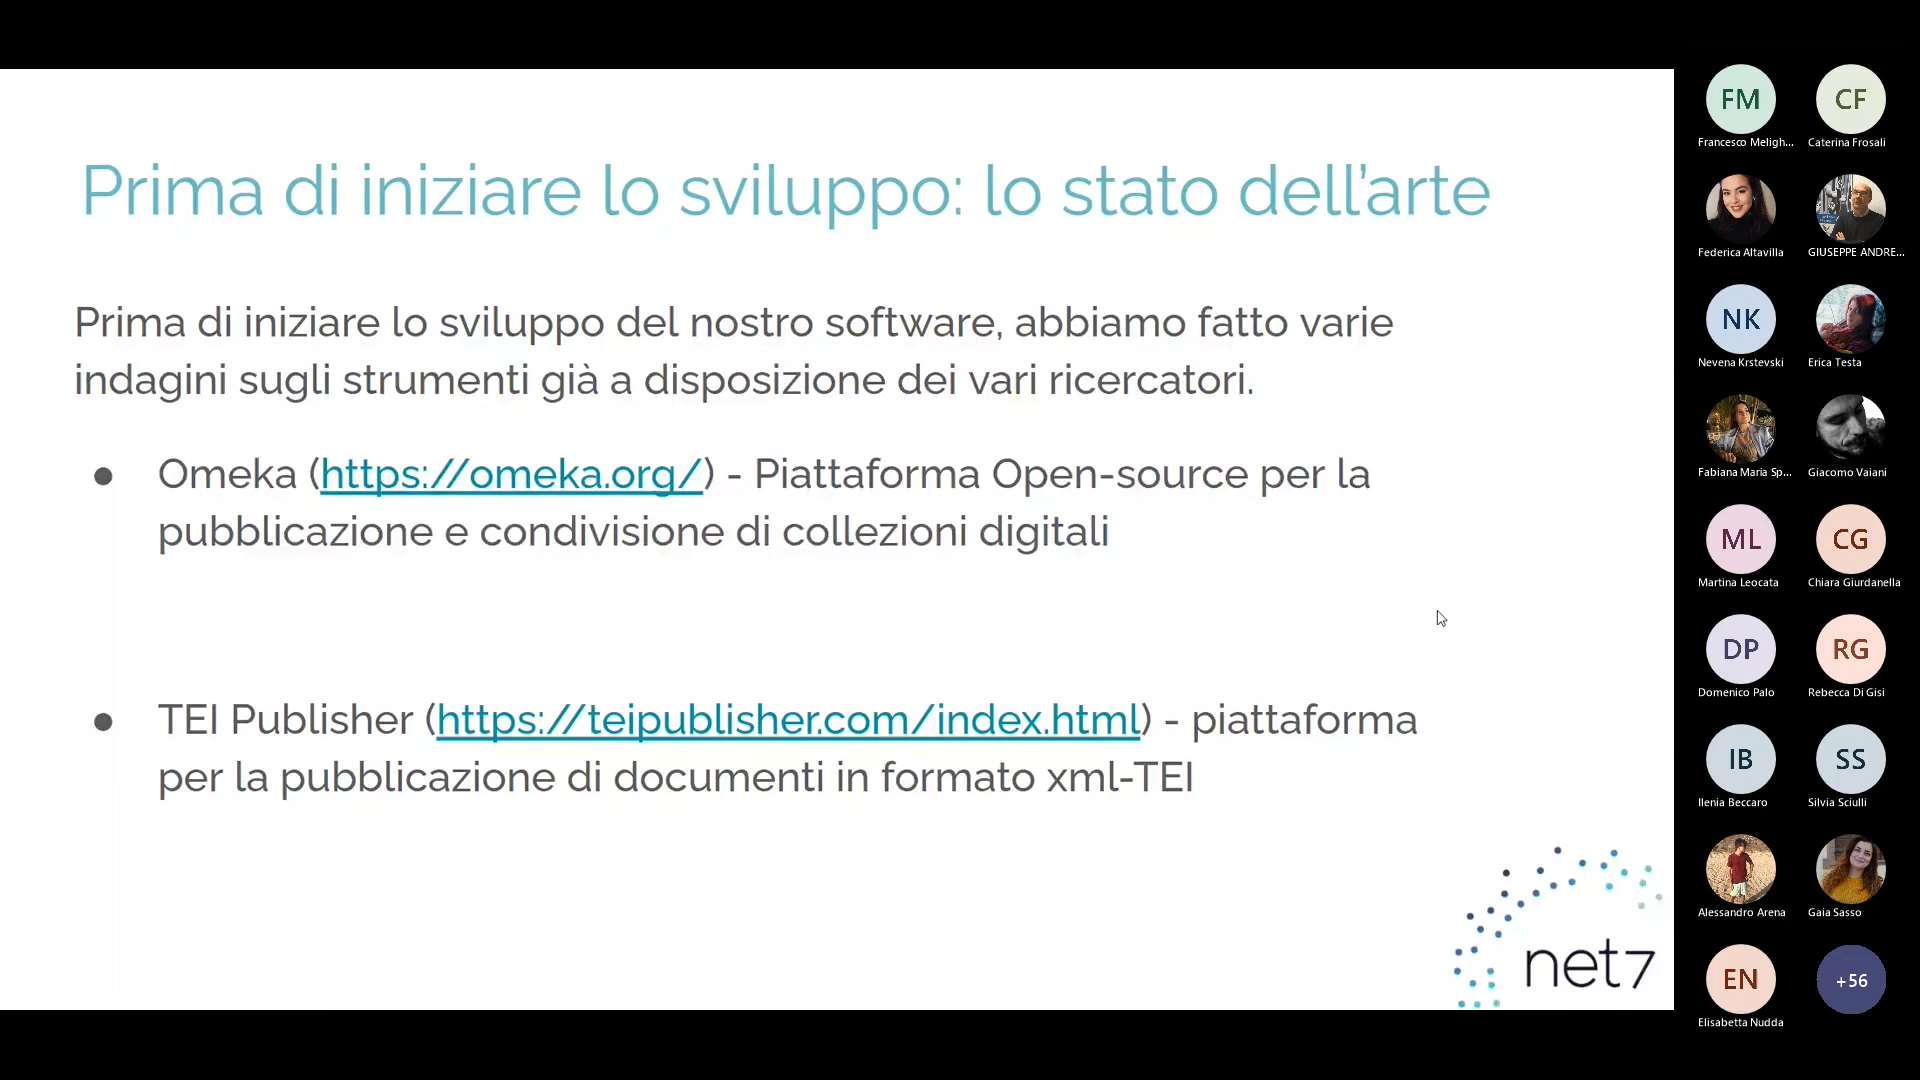 Prima di iniziare lo sviluppo: lo stato dell'arte
Prima di iniziare lo sviluppo del nostro software, abbiamo fatto varie
indagini sugli strumenti già a disposizione dei vari ricercatori.
● Omeka (https://omeka.org/) - Piattaforma Open-source per la
pubblicazione e condivisione di collezioni digitali
● TEI Publisher (https://teipublisher.com/index.html) - piattaforma
per la pubblicazione di documenti in formato xml-TEI
net7
FM CF
Francesco Meligh... Caterina Frosali
Federica Altavilla GIUSEPPE ANDRE...
NK
Nevena Krstevski Erica Testa
Fabiana Maria Sp... Giacomo Vaiani
ML CG
Martina Leocata Chiara Giurdanella
DP RG
Domenico Palo Rebecca Di Gisi
IB SS
Ilenia Beccaro Silvia Sciulli
Alessandro Arena Gaia Sasso
EN +56
Elisabetta Nudda